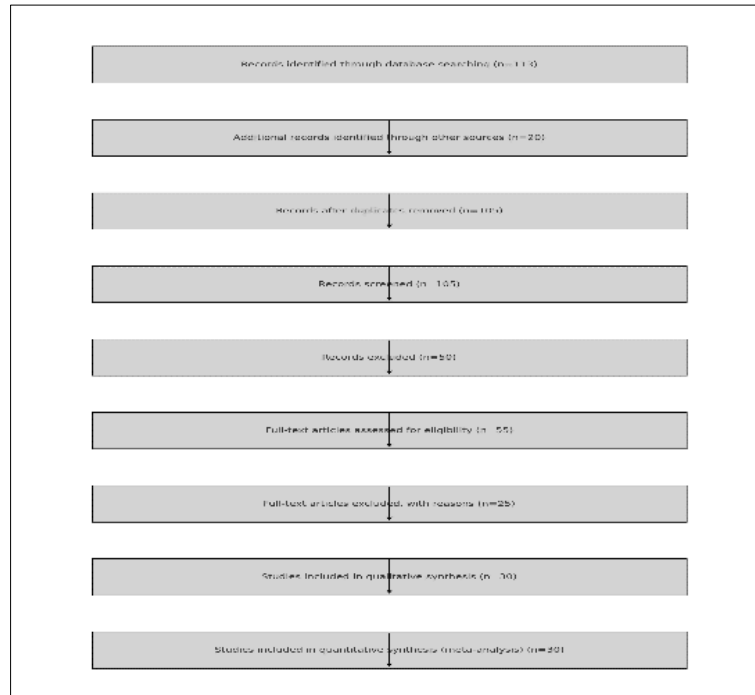 Records identified through database searching (n=113)
Additional records identified through other sources (n=20)
Records after duplicates removed (n=105)
Records screened (n=105)
Records excluded (n=50)
Full-text articles assessed for eligibility (n=55)
Full-text articles excluded, with reasons (n=25)
Studies included in qualitative synthesis (n=30)
Studies included in quantitative synthesis (meta-analysis) (n=30)